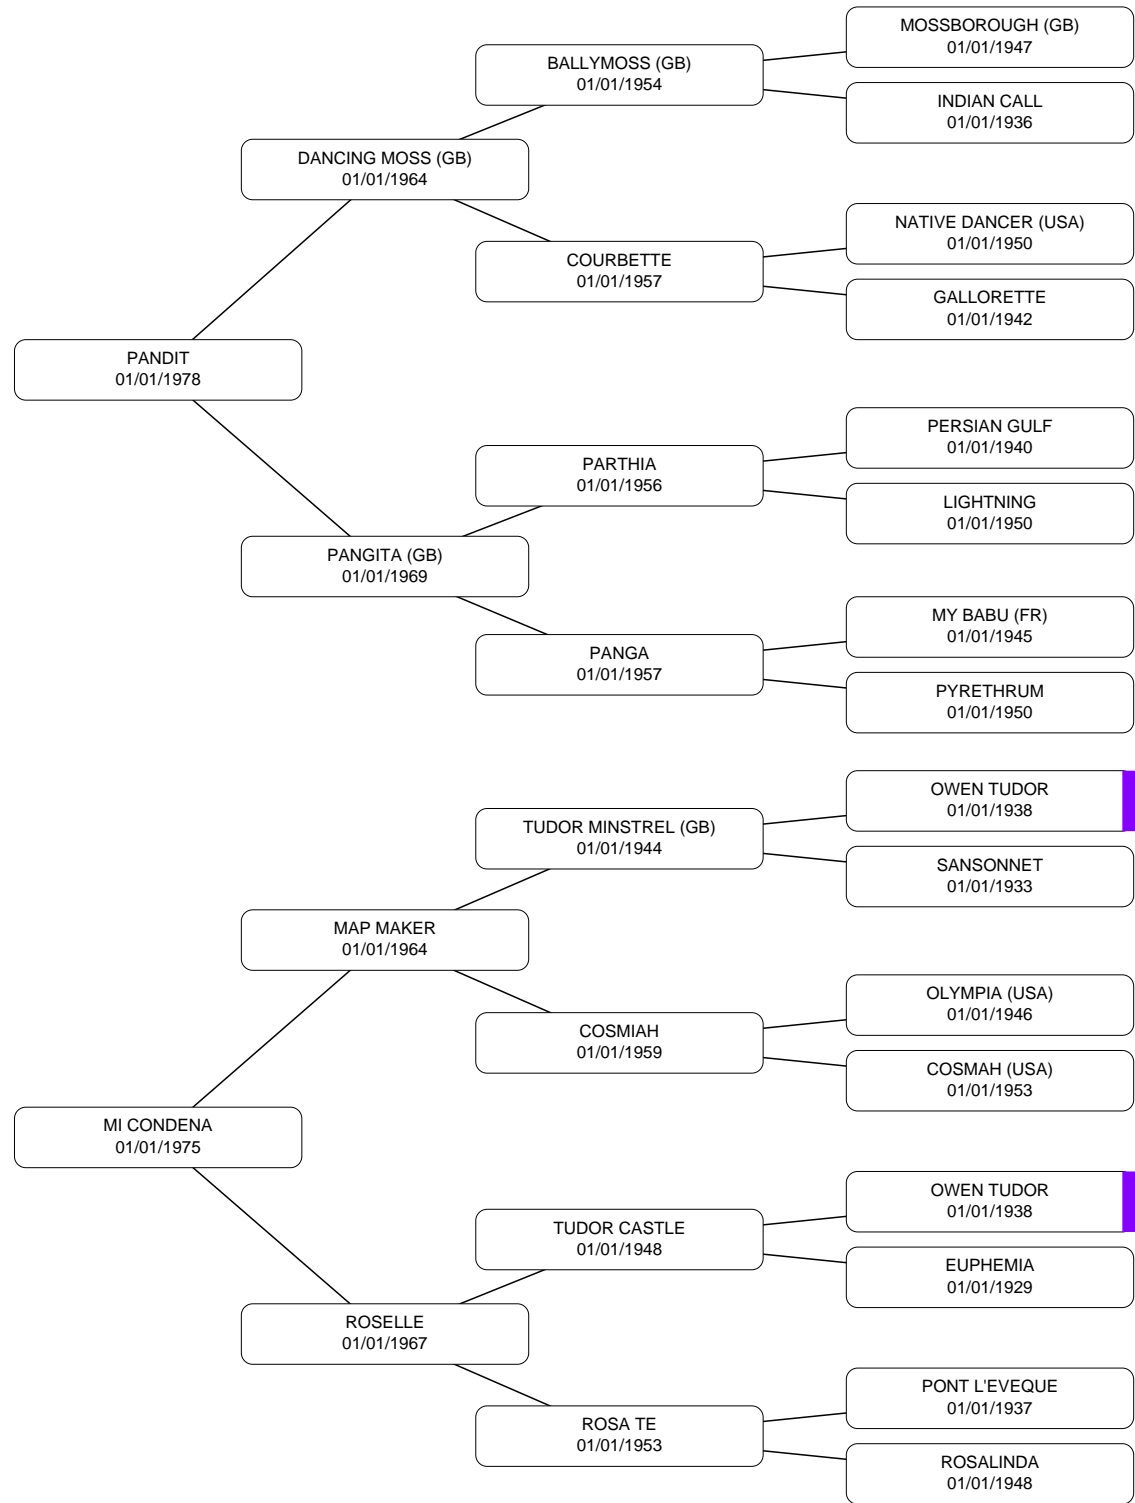 MOSSBOROUGH (GB)
01/01/1947
BALLYMOSS (GB)
01/01/1954
INDIAN CALL
01/01/1936
DANCING MOSS (GB)
01/01/1964
NATIVE DANCER (USA)
01/01/1950
COURBETTE
01/01/1957
GALLORETTE
01/01/1942
PANDIT
01/01/1978
PERSIAN GULF
01/01/1940
PARTHIA
01/01/1956
LIGHTNING
01/01/1950
PANGITA (GB)
01/01/1969
MY BABU (FR)
01/01/1945
PANGA
01/01/1957
PYRETHRUM
01/01/1950
OWEN TUDOR
01/01/1938
TUDOR MINSTREL (GB)
01/01/1944
SANSONNET
01/01/1933
MAP MAKER
01/01/1964
OLYMPIA (USA)
01/01/1946
COSMIAH
01/01/1959
COSMAH (USA)
01/01/1953
MI CONDENA
01/01/1975
OWEN TUDOR
01/01/1938
TUDOR CASTLE
01/01/1948
EUPHEMIA
01/01/1929
ROSELLE
01/01/1967
PONT L'EVEQUE
01/01/1937
ROSA TE
01/01/1953
ROSALINDA
01/01/1948